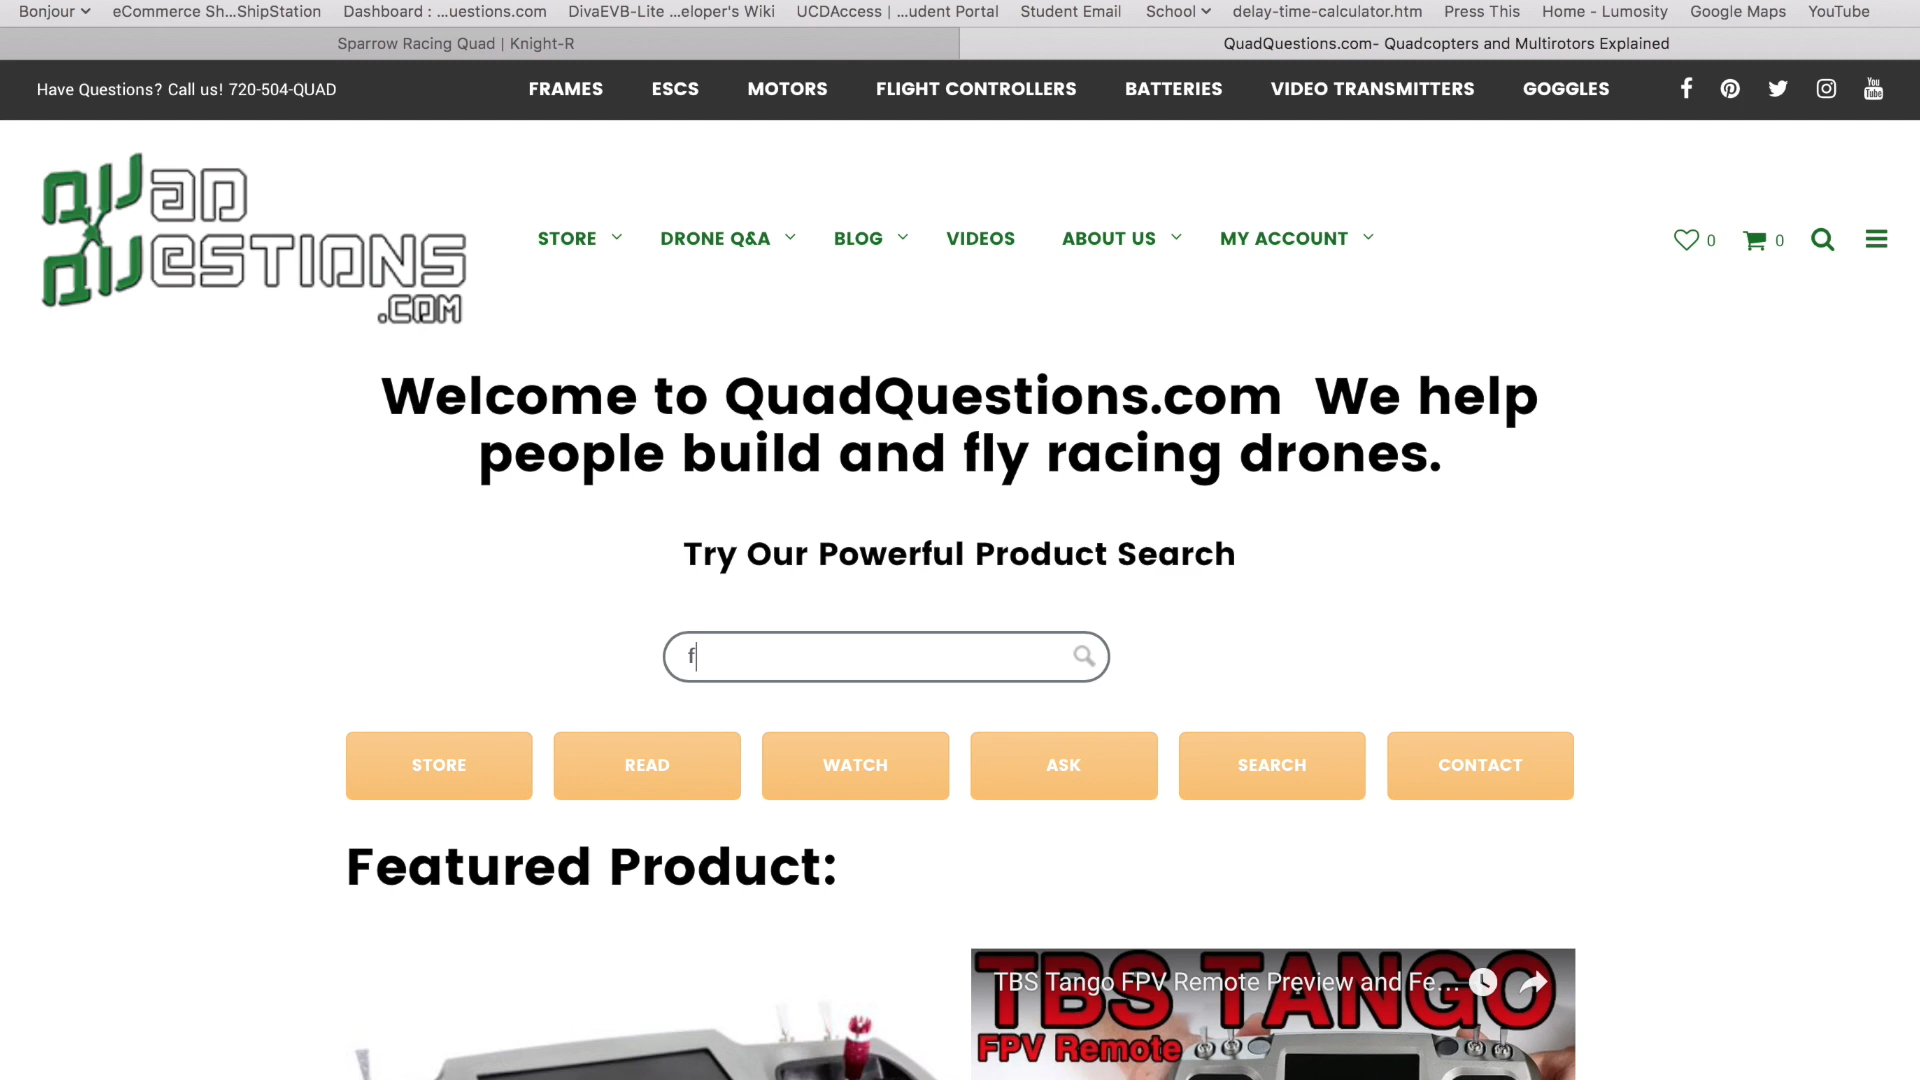 Bonjour eCommerce Sh...ShipStation Dashboard : ...uestions.com DivaEVB-Lite ...eloper's Wiki UCDAccess | ...udent Portal Student Email School delay-time-calculator.htm Press This Home - Lumosity Google Maps YouTube
Sparrow Racing Quad | Knight-R QuadQuestions.com- Quadcopters and Multirotors Explained
Have Questions? Call us! 720-504-QUAD FRAMES ESCS MOTORS FLIGHT CONTROLLERS BATTERIES VIDEO TRANSMITTERS GOGGLES You Tube
QUAD
QUESTIONS
.COM
STORE DRONE Q&A BLOG VIDEOS ABOUT US MY ACCOUNT 0 0
Welcome to QuadQuestions.com We help
people build and fly racing drones.
Try Our Powerful Product Search
f
STORE READ WATCH ASK SEARCH CONTACT
Featured Product:
TBS Tango FPV Remote Preview and Fe...
TBS TANGO
FPV Remote